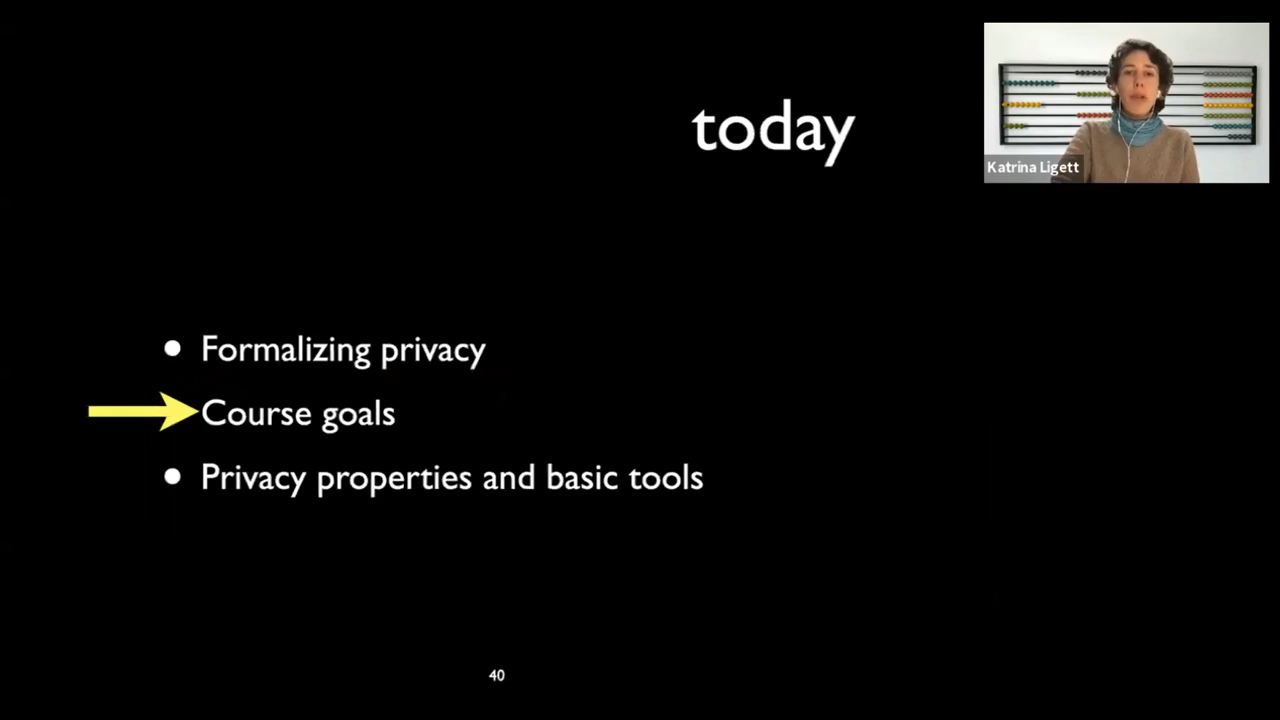 today
Katrina Ligett
• Formalizing privacy
Course goals
• Privacy properties and basic tools
40